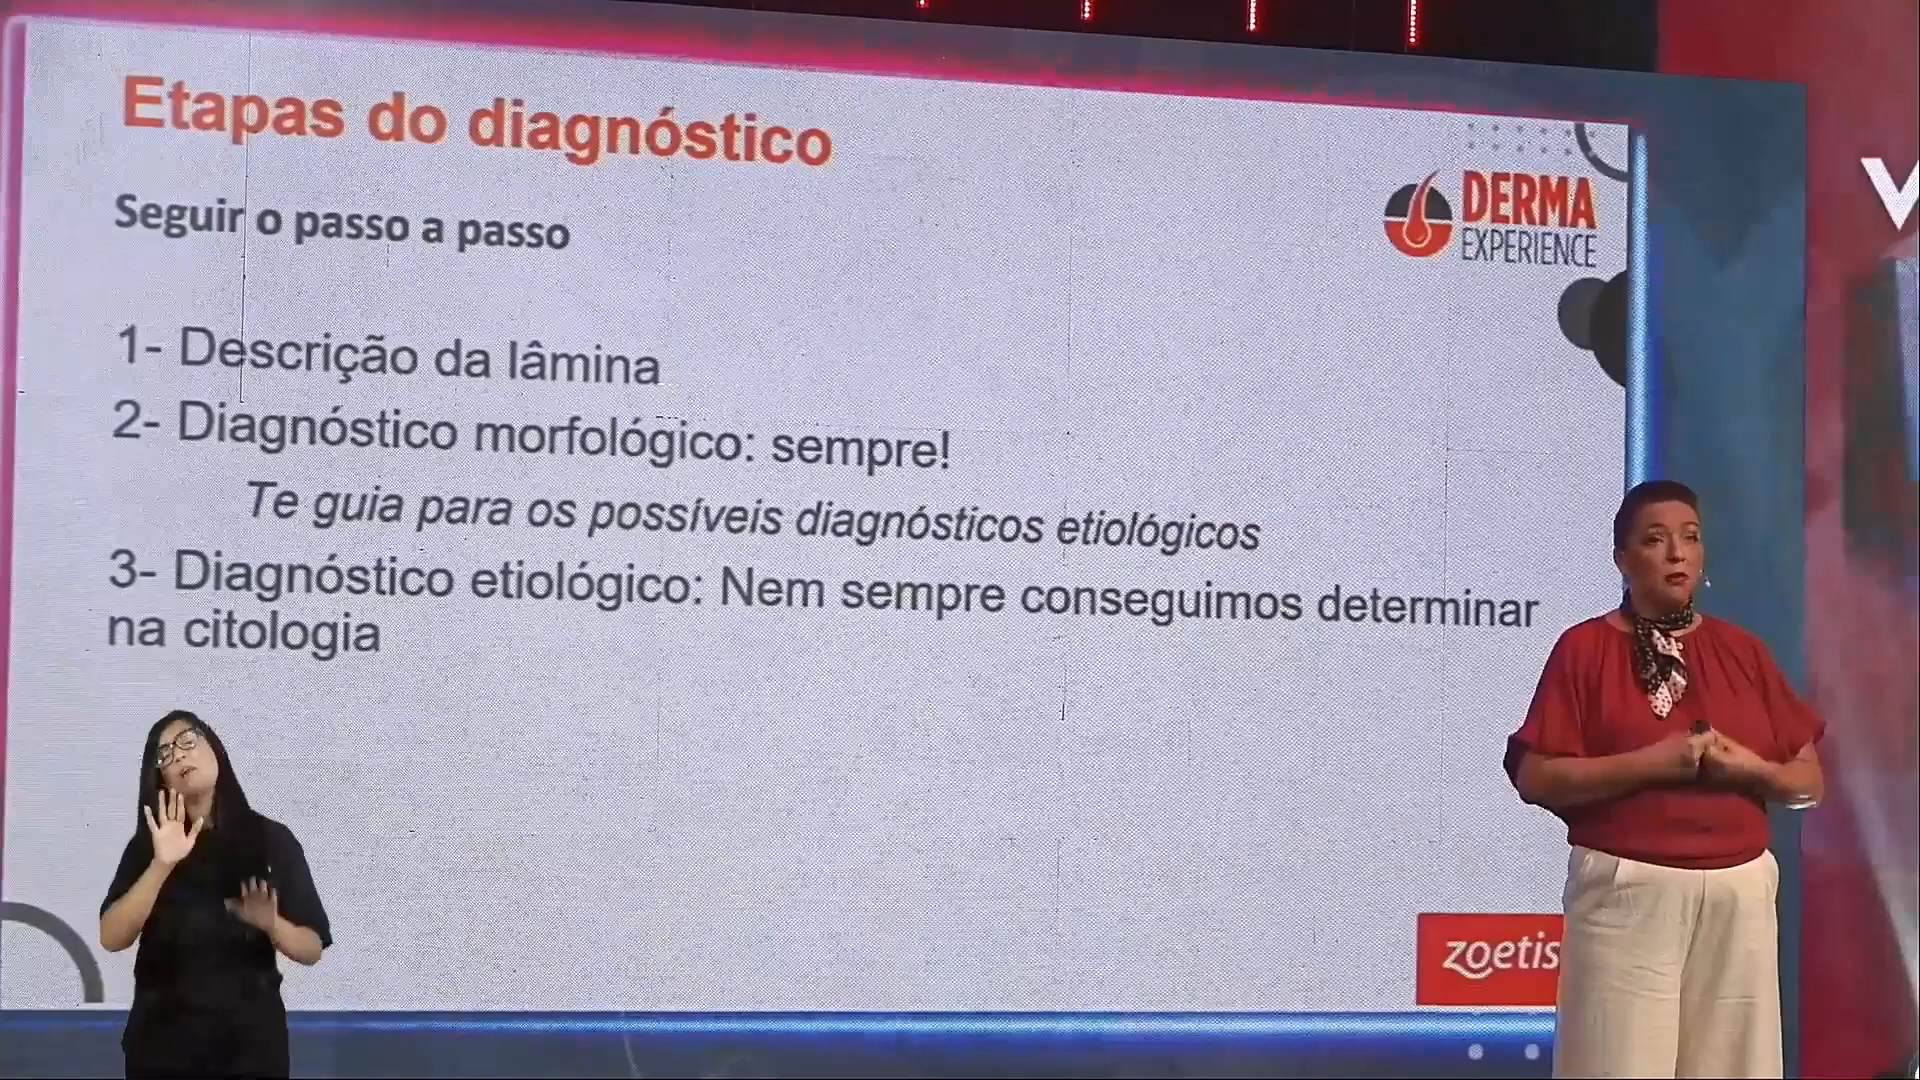 Etapas do diagnóstico
Seguir o passo a passo
DERMA
EXPERIENCE
1- Descrição da lâmina
2- Diagnóstico morfológico: sempre!
Te guia para os possíveis diagnósticos etiológicos
3- Diagnóstico etiológico: Nem sempre conseguimos determinar
na citologia
zoetis
V